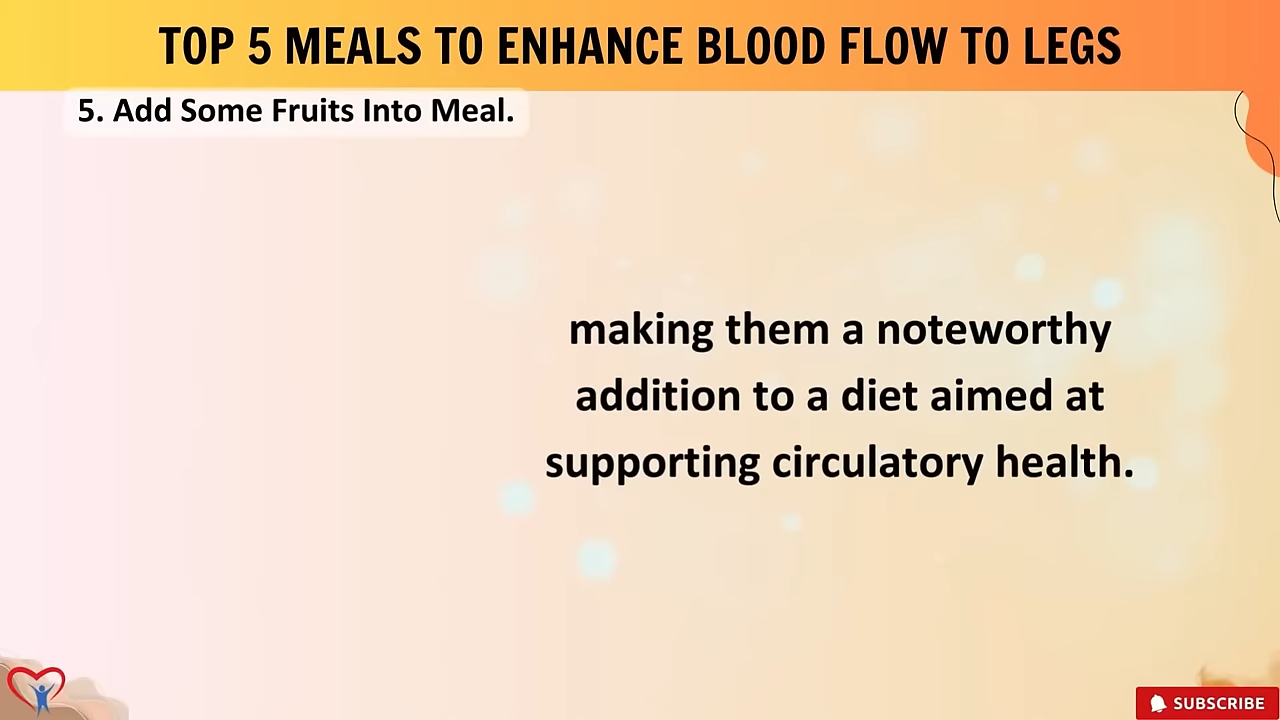 TOP 5 MEALS TO ENHANCE BLOOD FLOW TO LEGS
5. Add Some Fruits Into Meal.
making them a noteworthy
addition to a diet aimed at
supporting circulatory health.
SUBSCRIBE